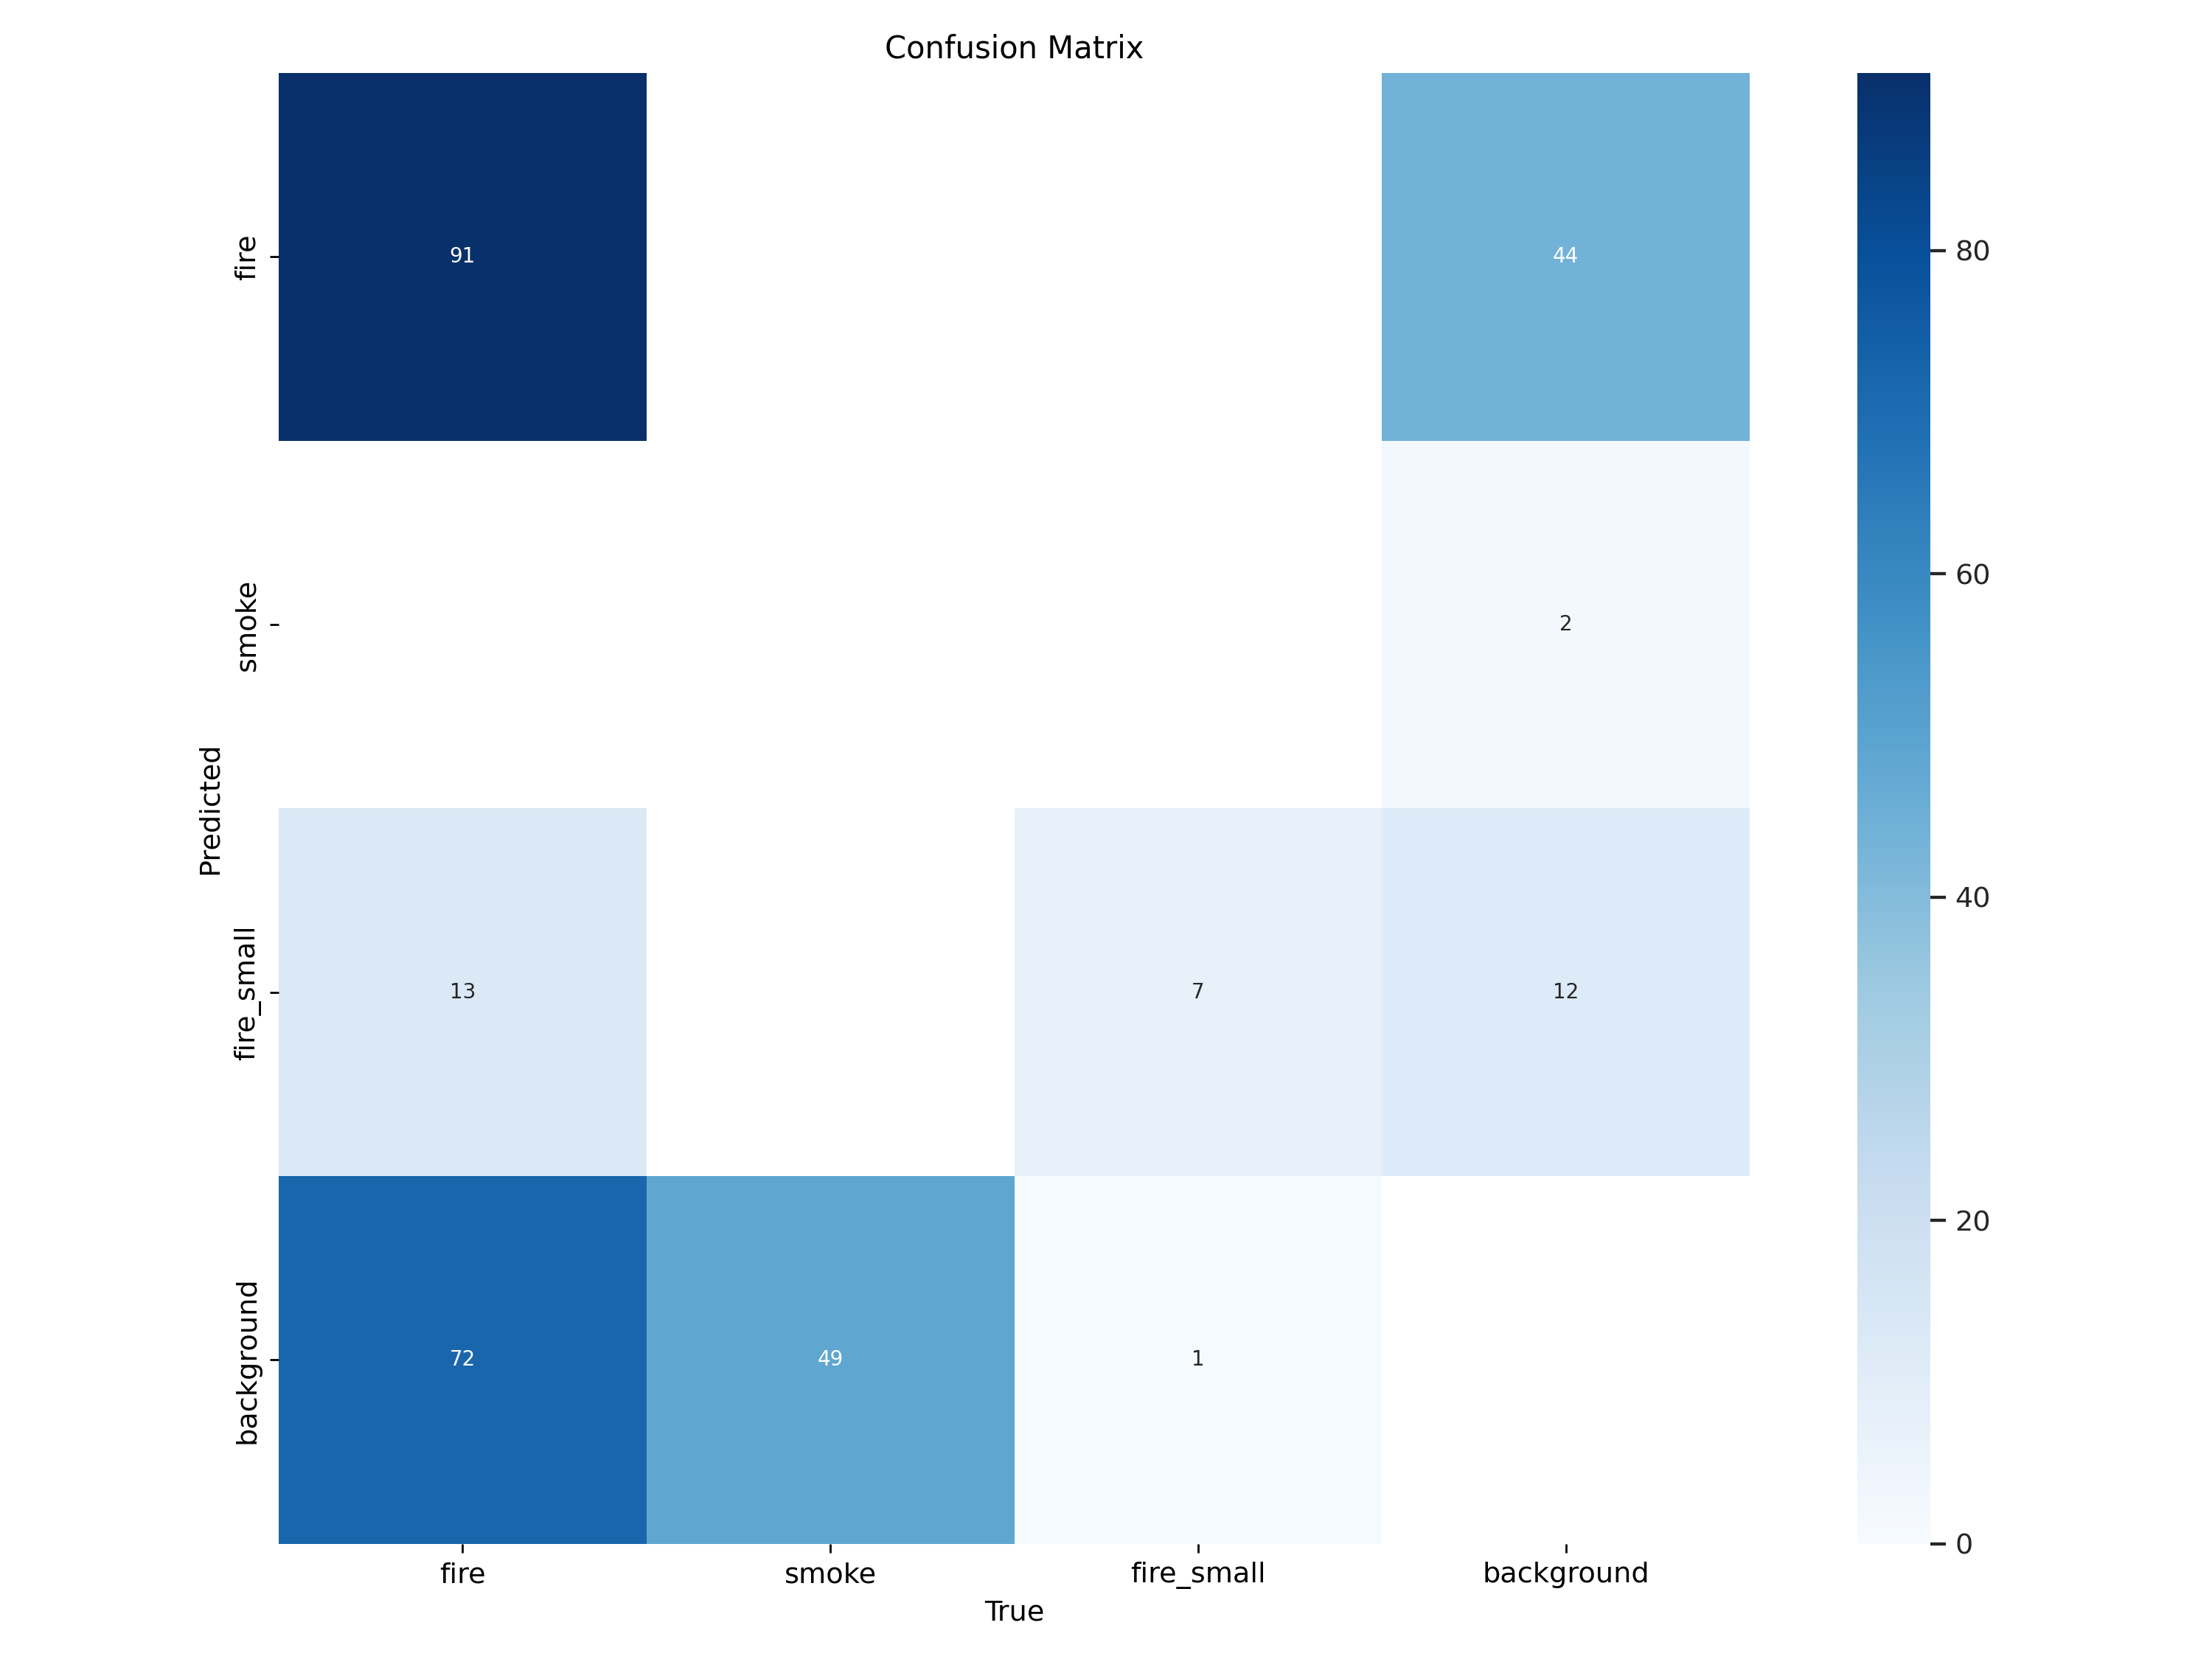 Confusion Matrix
fire
91
44
80
60
smoke
2
Predicted
40
fire_small
13
7
12
20
background
72
49
1
0
fire
smoke
fire_small
background
True